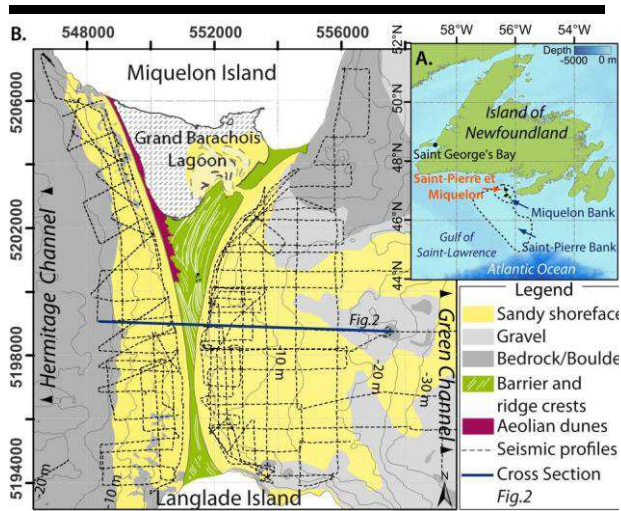 B.
548000
552000
556000
52°N
A.
58°W
56°W
54°W
Depth
-5000 0 m
Miquelon Island
5206000
50°N
Island of
Newfoundland
Grand Barachois
Lagoon
48°N
Saint George's Bay
Saint-Pierre et
Miquelon
5202000
46°N
Miquelon Bank
Saint-Pierre Bank
Gulf of
Saint-Lawrence
44°N
Atlantic Ocean
Hermitage Channel
Green Channel
Fig.2
5198000
-10 m
-20 m
-30 m
5194000
-20 m
-10 m
Langlade Island
N
Legend
Sandy shoreface
Gravel
Bedrock/Boulde
Barrier and
ridge crests
Aeolian dunes
Seismic profiles
Cross Section
Fig.2